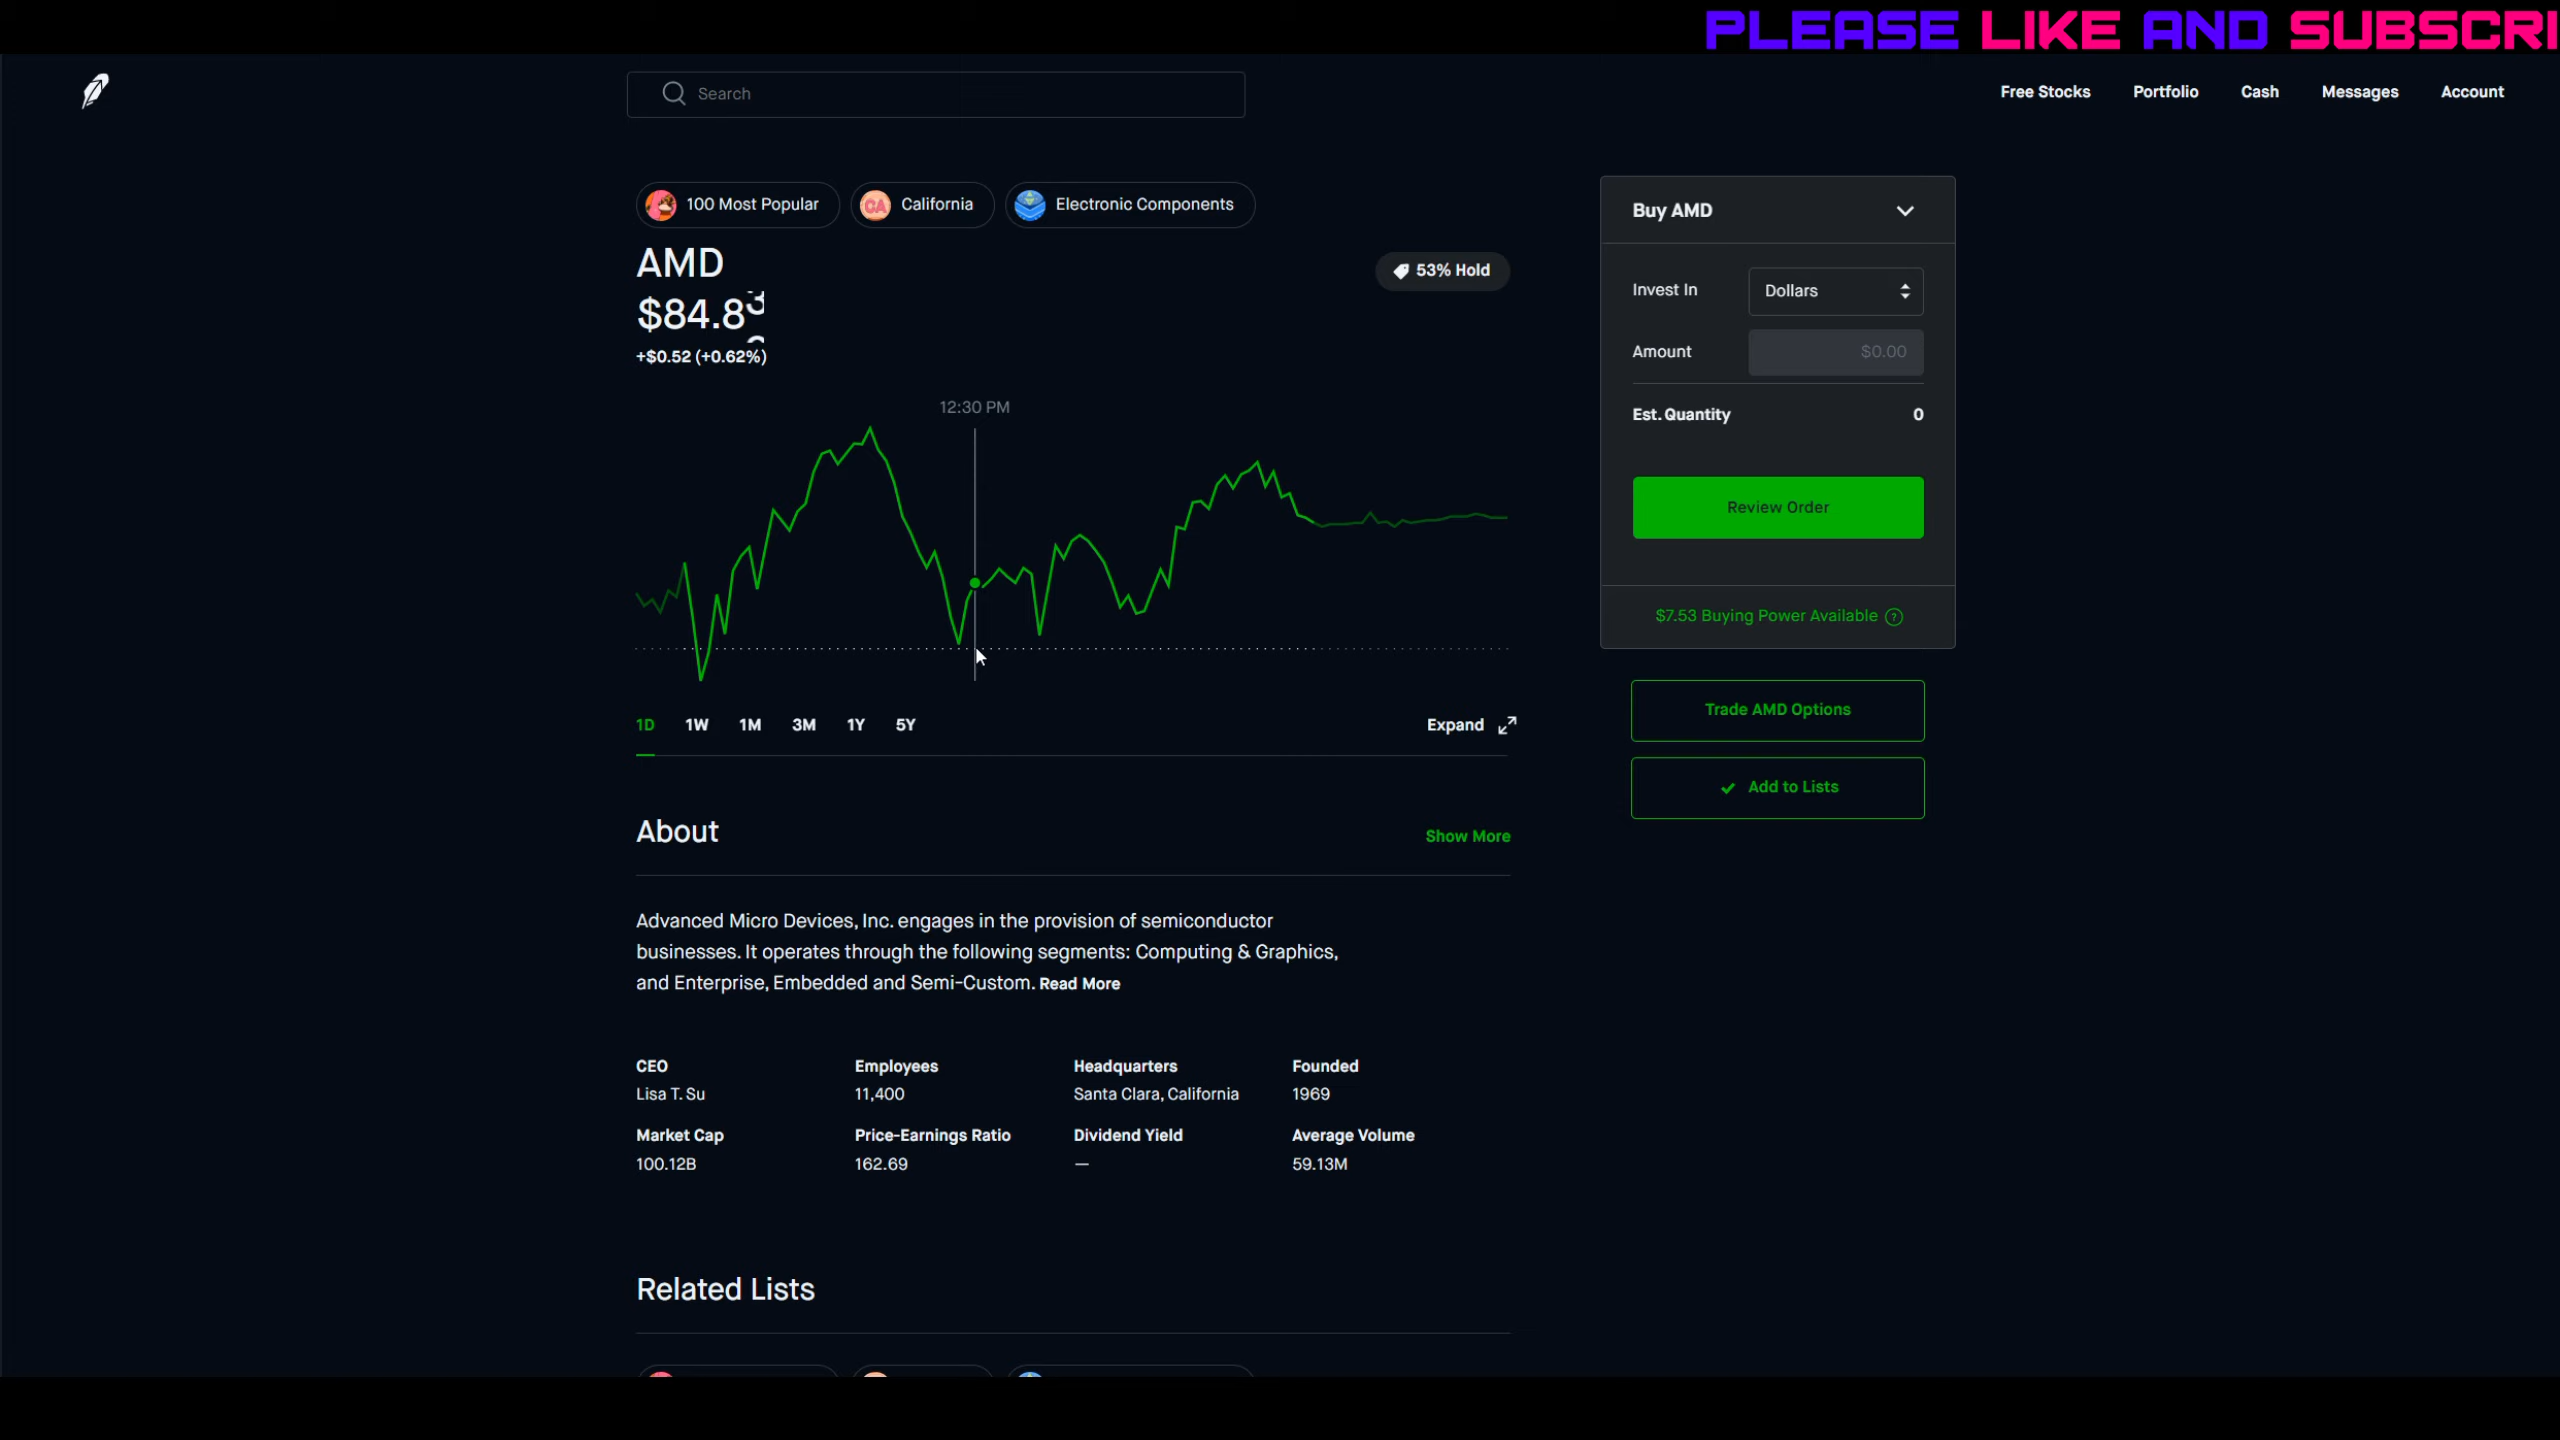 PLEASE LIKE AND SUBSCRI
Search
Free Stocks
Portfolio
Cash
Messages
Account
100 Most Popular
CA
California
Electronic Components
AMD
53% Hold
$84.8
+$0.52 (+0.62%)
12:30 PM
1D
1W
1M
3M
1Y
5Y
Expand
Buy AMD
Invest In
Dollars
Amount
$0.00
Est. Quantity
0
Review Order
$7.53 Buying Power Available ?
Trade AMD Options
Add to Lists
About
Show More
Advanced Micro Devices, Inc. engages in the provision of semiconductor
businesses. It operates through the following segments: Computing & Graphics,
and Enterprise, Embedded and Semi-Custom. Read More
CEO
Lisa T. Su
Employees
11,400
Headquarters
Santa Clara, California
Founded
1969
Market Cap
100.12B
Price-Earnings Ratio
162.69
Dividend Yield
—
Average Volume
59.13M
Related Lists